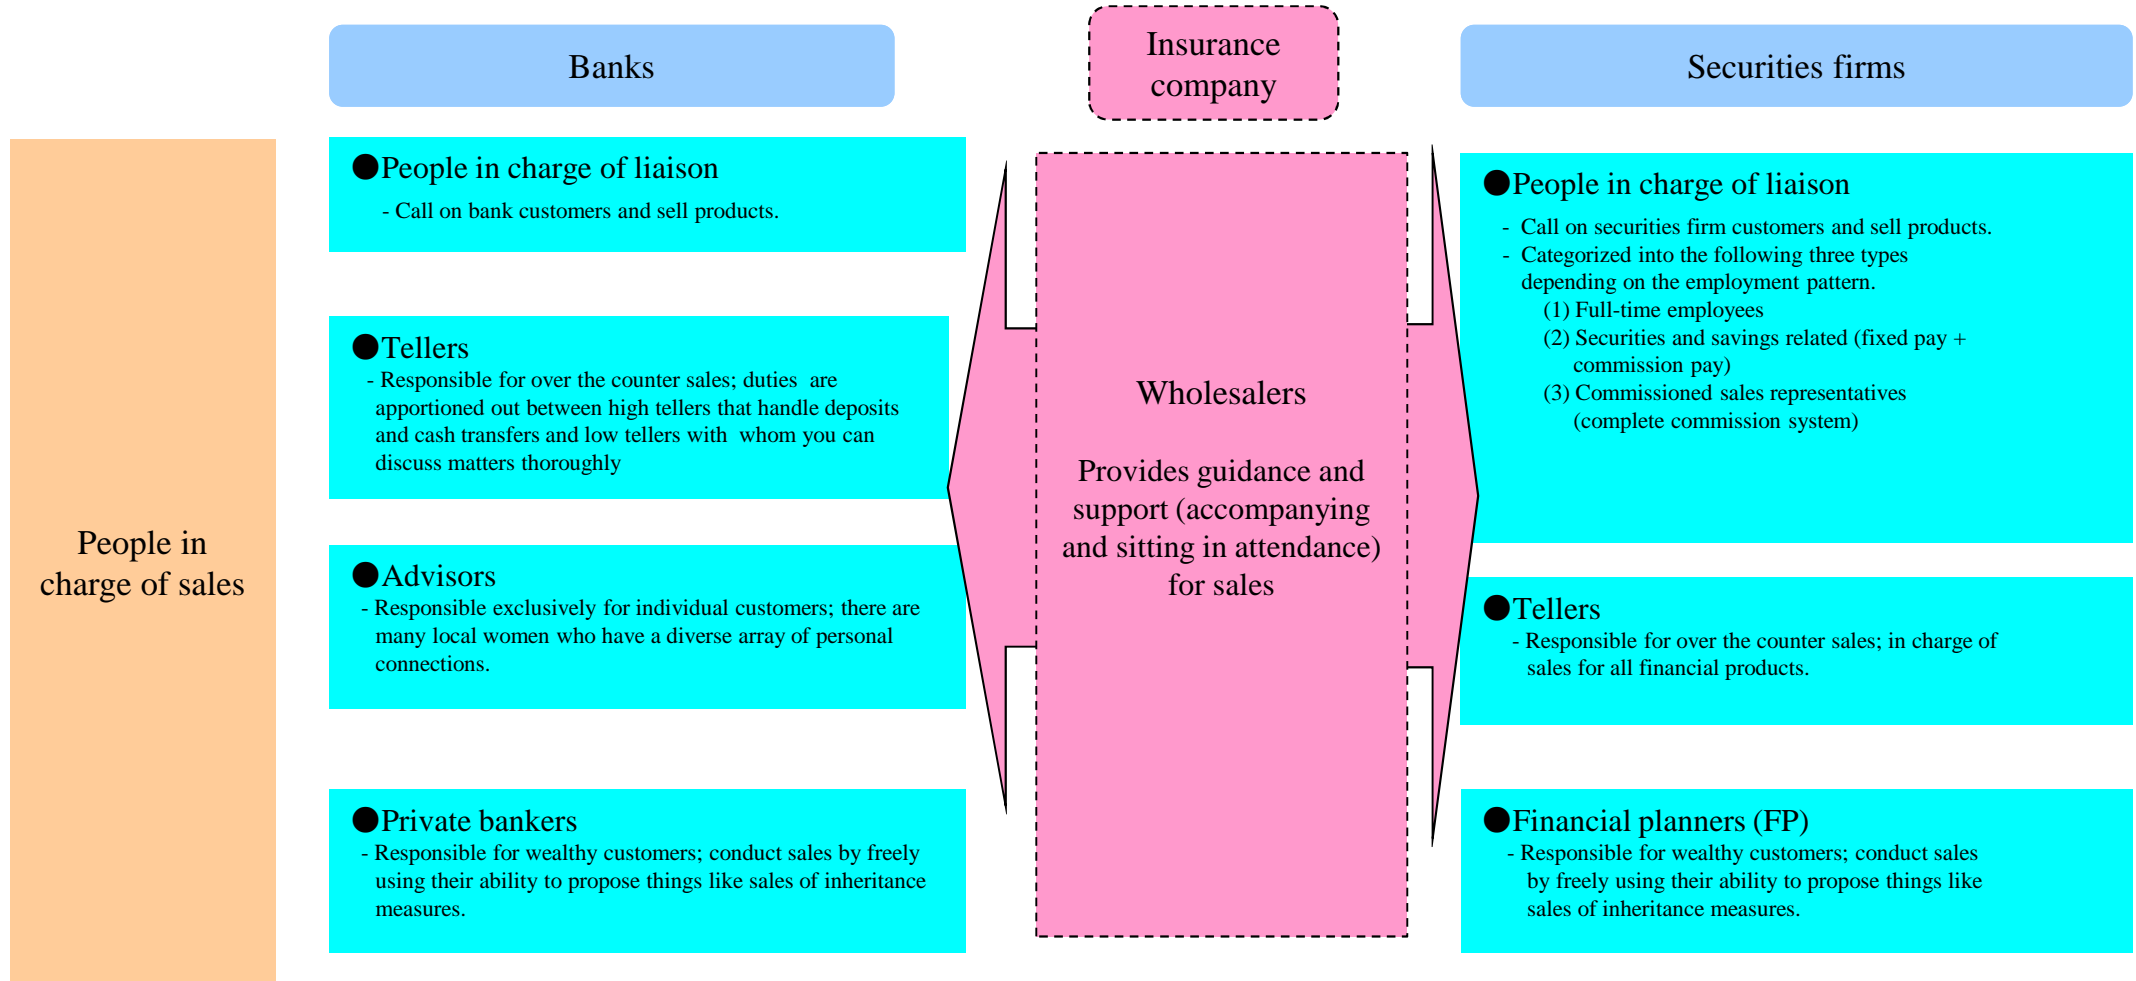 Banks
Insurance
company
Securities firms
People in
charge of sales
●People in charge of liaison
- Call on bank customers and sell products.
●Tellers
- Responsible for over the counter sales; duties are
apportioned out between high tellers that handle deposits
and cash transfers and low tellers with whom you can
discuss matters thoroughly
●Advisors
- Responsible exclusively for individual customers; there are
many local women who have a diverse array of personal
connections.
●Private bankers
- Responsible for wealthy customers; conduct sales by freely
using their ability to propose things like sales of inheritance
measures.
Wholesalers
Provides guidance and
support (accompanying
and sitting in attendance)
for sales
●People in charge of liaison
- Call on securities firm customers and sell products.
- Categorized into the following three types
depending on the employment pattern.
(1) Full-time employees
(2) Securities and savings related (fixed pay +
commission pay)
(3) Commissioned sales representatives
(complete commission system)
●Tellers
- Responsible for over the counter sales; in charge of
sales for all financial products.
●Financial planners (FP)
- Responsible for wealthy customers; conduct sales
by freely using their ability to propose things like
sales of inheritance measures.